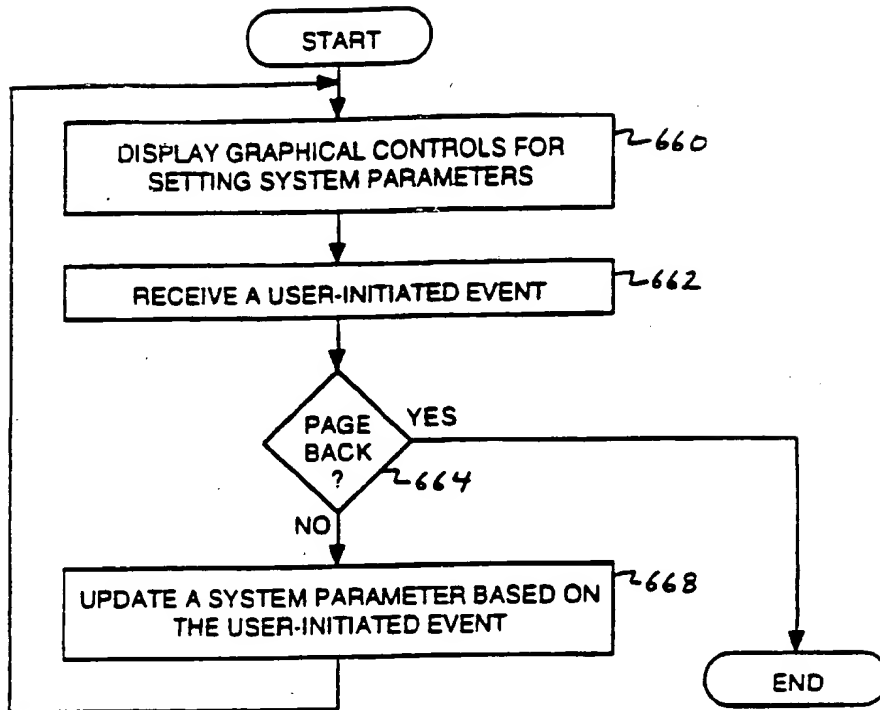 START
DISPLAY GRAPHICAL CONTROLS FOR
SETTING SYSTEM PARAMETERS
660
RECEIVE A USER-INITIATED EVENT
662
PAGE
BACK
?
YES
664
NO
UPDATE A SYSTEM PARAMETER BASED ON
THE USER-INITIATED EVENT
668
END